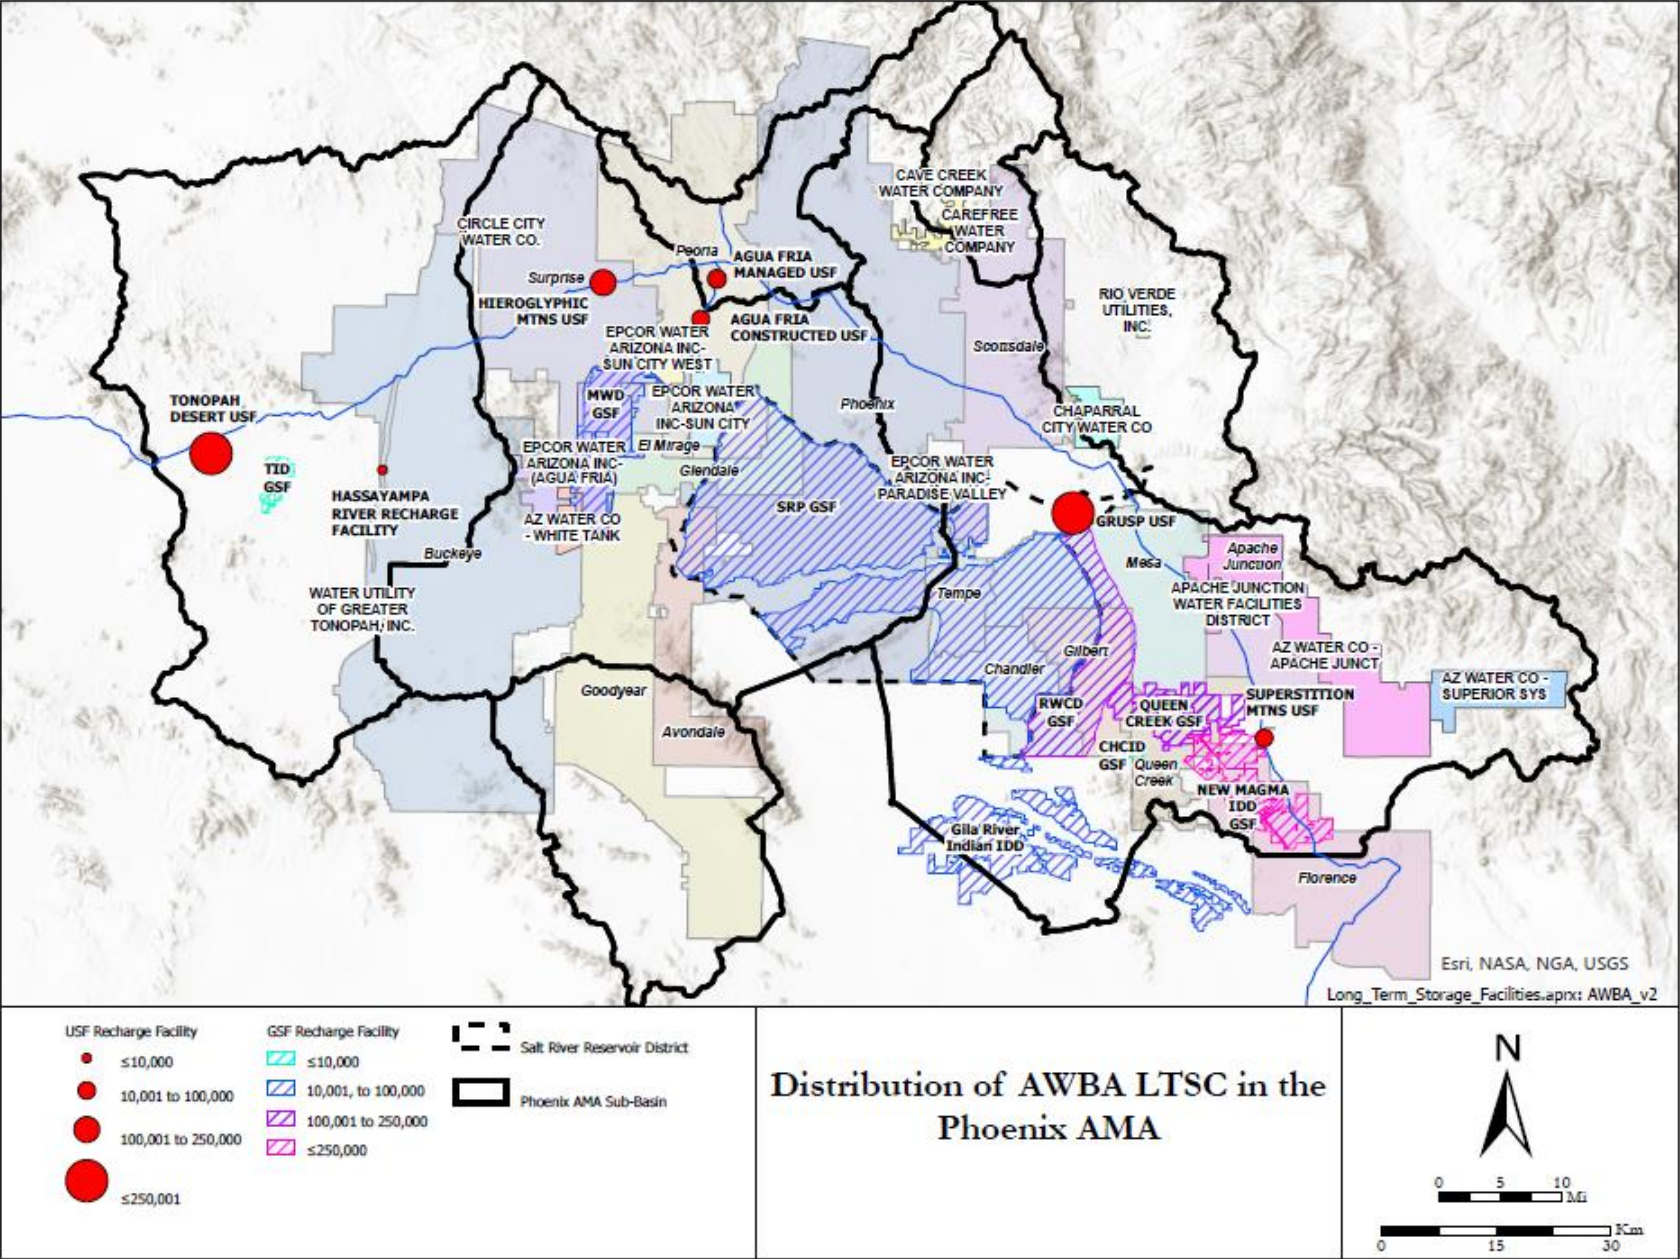 CAVE CREEK
WATER COMPANY
CAREFREE
WATER
COMPANY
CIRCLE CITY
WATER CO.
Peoria
AGUA FRIA
MANAGED USF
Surprise
HIEROGLYPHIC
MTNS USF
RIO VERDE
UTILITIES,
INC.
AGUA FRIA
CONSTRUCTED USF
EPCOR WATER
ARIZONA INC-
SUN CITY WEST
Scottsdale
TONOPAH
DESERT USF
MWD
GSF
EPCOR WATER
ARIZONA
INC-SUN CITY
Phoenix
CHAPARRAL
CITY WATER CO
EPCOR WATER
ARIZONA INC-
(AGUA FRIA)
El Mirage
Glendale
TID
GSF
EPCOR WATER
ARIZONA INC-
PARADISE VALLEY
HASSAYAMPA
RIVER RECHARGE
FACILITY
SRP GSF
GRUSP USF
AZ WATER CO
- WHITE TANK
Buckeye
Mesa
Apache
Junction
WATER UTILITY
OF GREATER
TONOPAH, INC.
Tempe
APACHE JUNCTION
WATER FACILITIES
DISTRICT
Gilbert
AZ WATER CO -
APACHE JUNCT
Chandler
Goodyear
AZ WATER CO -
SUPERIOR SYS
RWCD
GSF
QUEEN
CREEK GSF
SUPERSTITION
MTNS USF
Avondale
CHCID
GSF
Queen
Creek
NEW MAGMA
IDD
GSF
Gila River
Indian IDD
Florence
Esri, NASA, NGA, USGS
Long_Term_Storage_Facilities.aprx: AWBA_v2
USF Recharge Facility
≤10,000
10,001 to 100,000
100,001 to 250,000
≤250,001
GSF Recharge Facility
≤10,000
10,001, to 100,000
100,001 to 250,000
≤250,000
Salt River Reservoir District
Phoenix AMA Sub-Basin
Distribution of AWBA LTSC in the
Phoenix AMA
N
0 5 10
Mi
Km
0 15 30